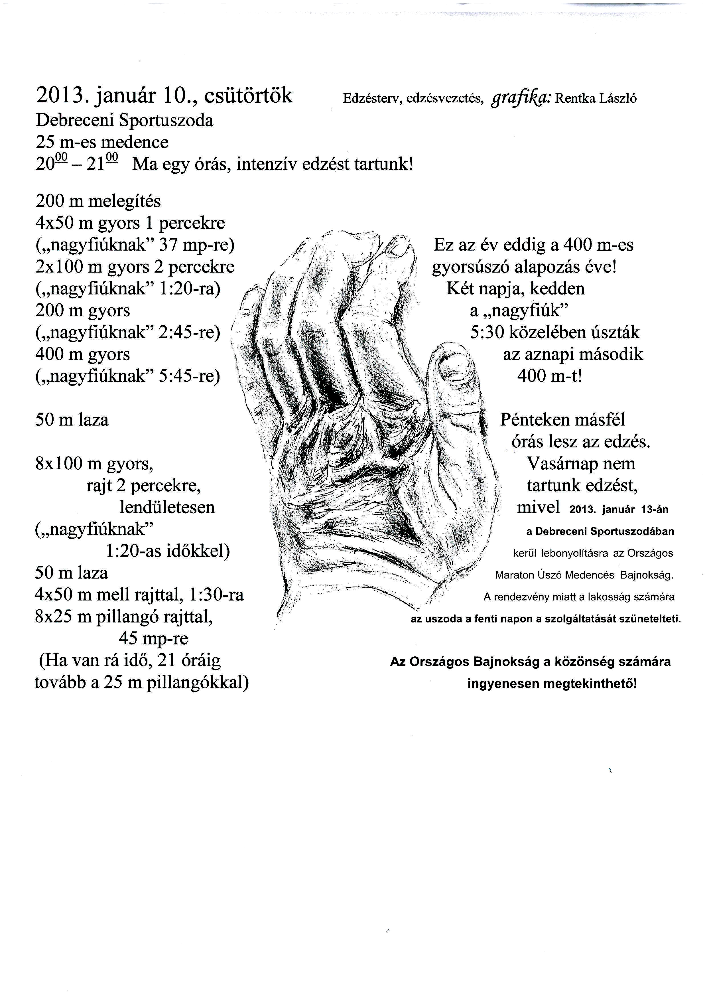 2013. január 10., csütörtök
Edzésterv, edzésvezetés, grafika: Rentka László
Debreceni Sportuszoda
25 m-es medence
20⁰⁰ – 21⁰⁰ Ma egy órás, intenzív edzést tartunk!
200 m melegítés
4x50 m gyors 1 percekre
(„nagyfiúknak” 37 mp-re)
2x100 m gyors 2 percekre
(„nagyfiúknak” 1:20-ra)
200 m gyors
(„nagyfiúknak” 2:45-re)
400 m gyors
(„nagyfiúknak” 5:45-re)
50 m laza
8x100 m gyors,
rajt 2 percekre,
lendületesen
(„nagyfiúknak”
1:20-as időkkel)
50 m laza
4x50 m mell rajttal, 1:30-ra
8x25 m pillangó rajttal,
45 mp-re
(Ha van rá idő, 21 óráig
tovább a 25 m pillangókkal)
Ez az év eddig a 400 m-es
gyorsúszó alapozás éve!
Két napja, kedden
a „nagyfiúk”
5:30 közelében úszták
az aznapi második
400 m-t!
Pénteken másfél
órás lesz az edzés.
Vasárnap nem
tartunk edzést,
mivel 2013. január 13-án
a Debreceni Sportuszodában
kerül lebonyolításra az Országos
Maraton Úszó Medencés Bajnokság.
A rendezvény miatt a lakosság számára
az uszoda a fenti napon a szolgáltatását szünetelteti.
Az Országos Bajnokság a közönség számára
ingyenesen megtekinthető!